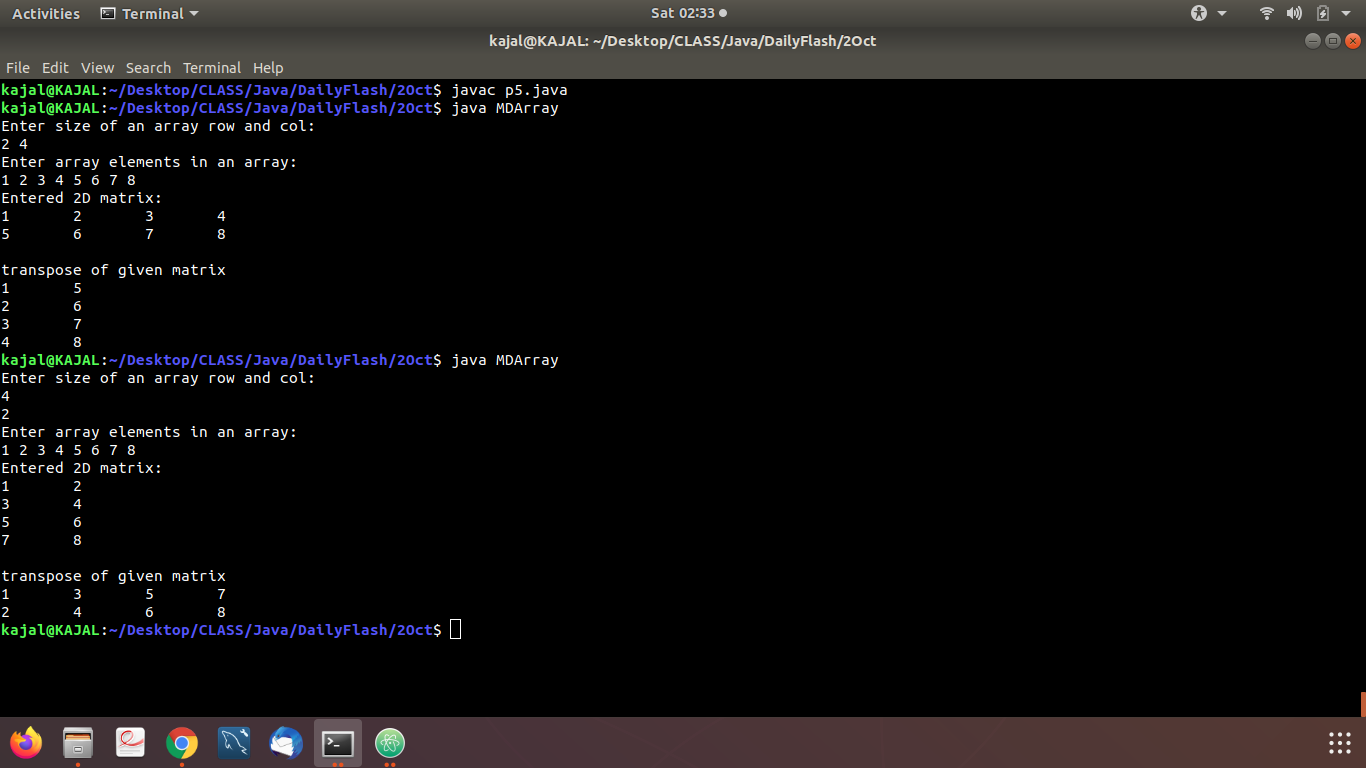 Activities Terminal Sat 02:33
kajal@KAJAL: ~/Desktop/CLASS/Java/DailyFlash/2Oct
File Edit View Search Terminal Help
kajal@KAJAL:~/Desktop/CLASS/Java/DailyFlash/2Oct$ javac p5.java
kajal@KAJAL:~/Desktop/CLASS/Java/DailyFlash/2Oct$ java MDArray
Enter size of an array row and col:
2 4
Enter array elements in an array:
1 2 3 4 5 6 7 8
Entered 2D matrix:
1 2 3 4
5 6 7 8
transpose of given matrix
1 5
2 6
3 7
4 8
kajal@KAJAL:~/Desktop/CLASS/Java/DailyFlash/2Oct$ java MDArray
Enter size of an array row and col:
4
2
Enter array elements in an array:
1 2 3 4 5 6 7 8
Entered 2D matrix:
1 2
3 4
5 6
7 8
transpose of given matrix
1 3 5 7
2 4 6 8
kajal@KAJAL:~/Desktop/CLASS/Java/DailyFlash/2Oct$